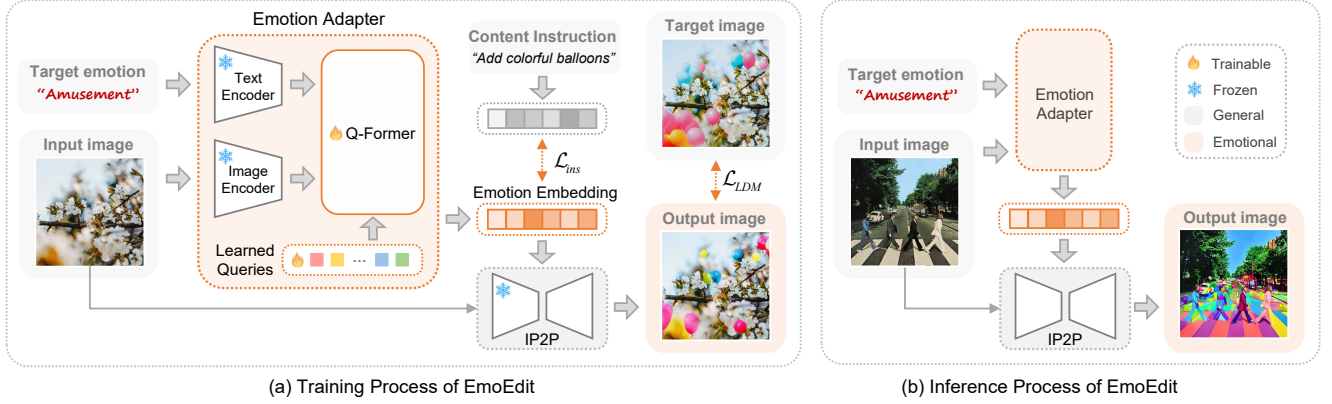 Emotion Adapter
Target emotion
“Amusement”
Input image
Text
Encoder
Image
Encoder
Q-Former
Learned
Queries
...
Content Instruction
“Add colorful balloons”
ℒins
Emotion Embedding
IP2P
Target image
ℒLDM
Output image
(a) Training Process of EmoEdit
Target emotion
“Amusement”
Input image
Emotion
Adapter
IP2P
Output image
Trainable
Frozen
General
Emotional
(b) Inference Process of EmoEdit